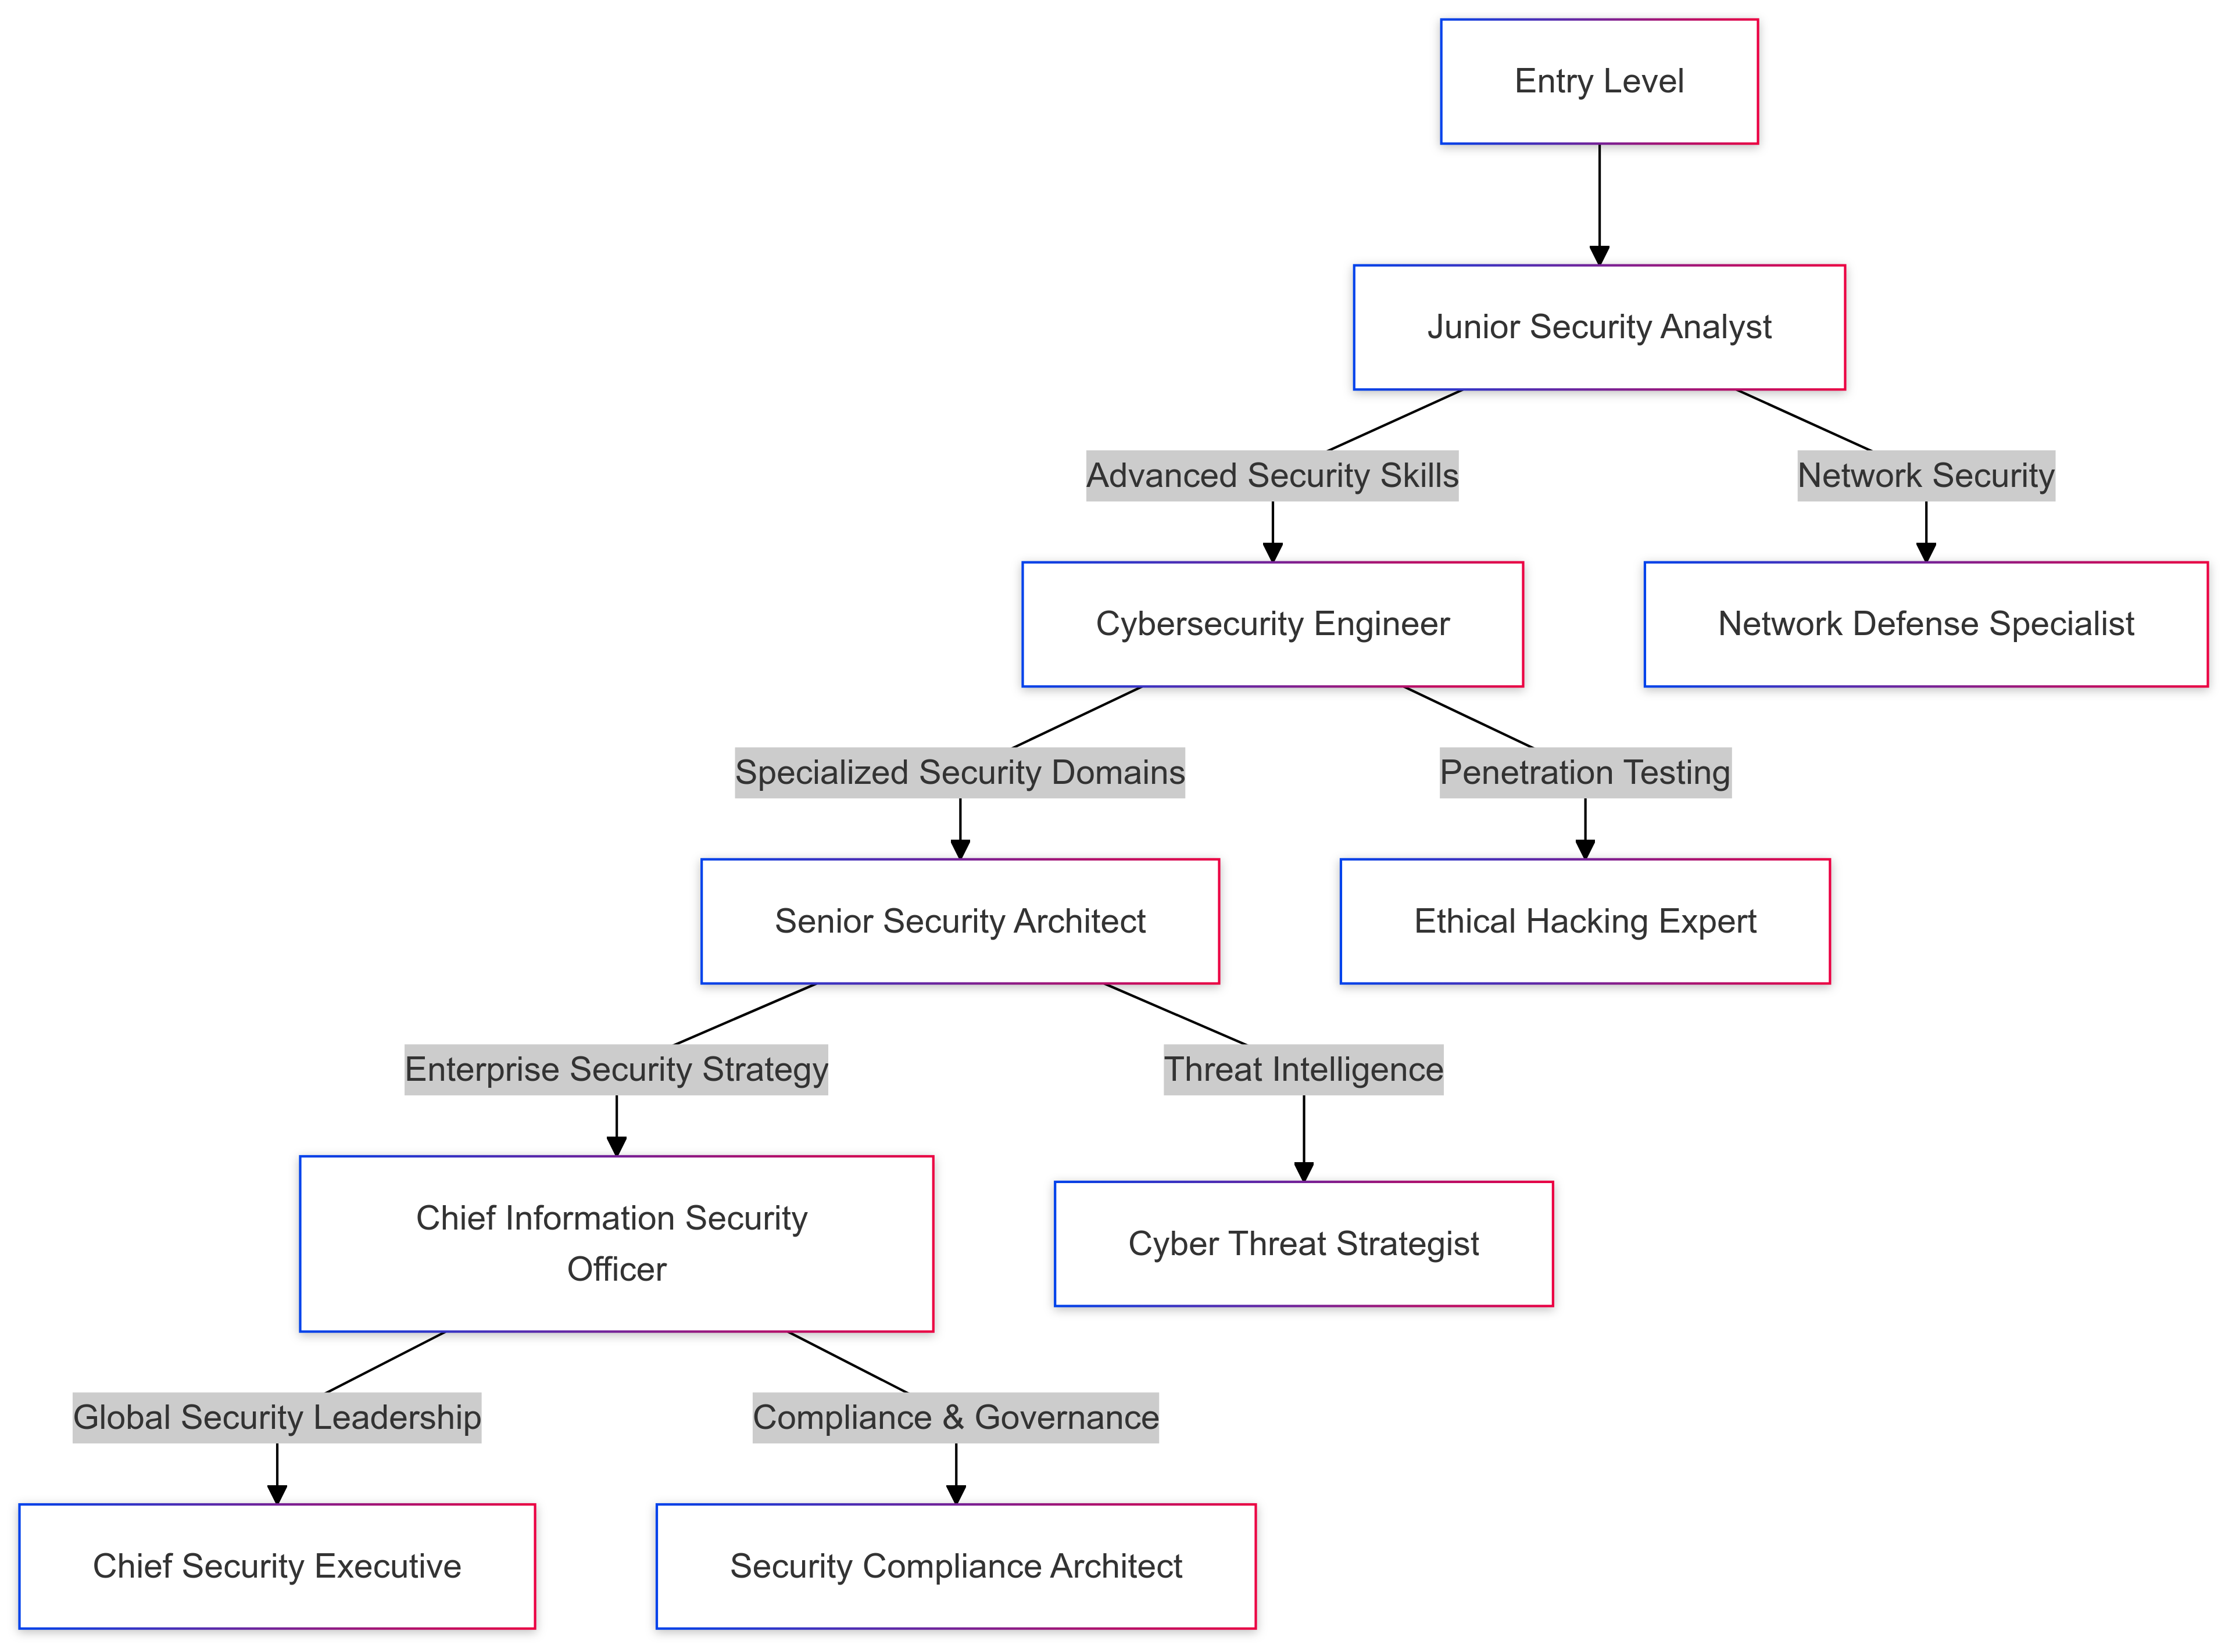 Entry Level
Junior Security Analyst
Advanced Security Skills
Network Security
Cybersecurity Engineer
Network Defense Specialist
Specialized Security Domains
Penetration Testing
Senior Security Architect
Ethical Hacking Expert
Enterprise Security Strategy
Threat Intelligence
Chief Information Security
Officer
Cyber Threat Strategist
Global Security Leadership
Compliance & Governance
Chief Security Executive
Security Compliance Architect